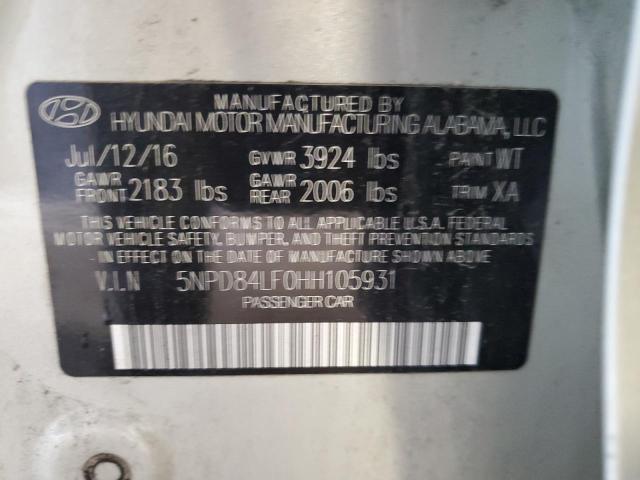 MANUFACTURED BY
HYUNDAI MOTOR MANUFACTURING ALABAMA, LLC
Jul/12/16 GVWR 3924 lbs PAINT WT
GAWR FRONT 2183 lbs GAWR REAR 2006 lbs TRIM XA
THIS VEHICLE CONFORMS TO ALL APPLICABLE U.S.A. FEDERAL
MOTOR VEHICLE SAFETY, BUMPER, AND THEFT PREVENTION STANDARDS
IN EFFECT ON THE DATE OF MANUFACTURE SHOWN ABOVE.
V.I.N 5NPD84LF0HH105931
PASSENGER CAR